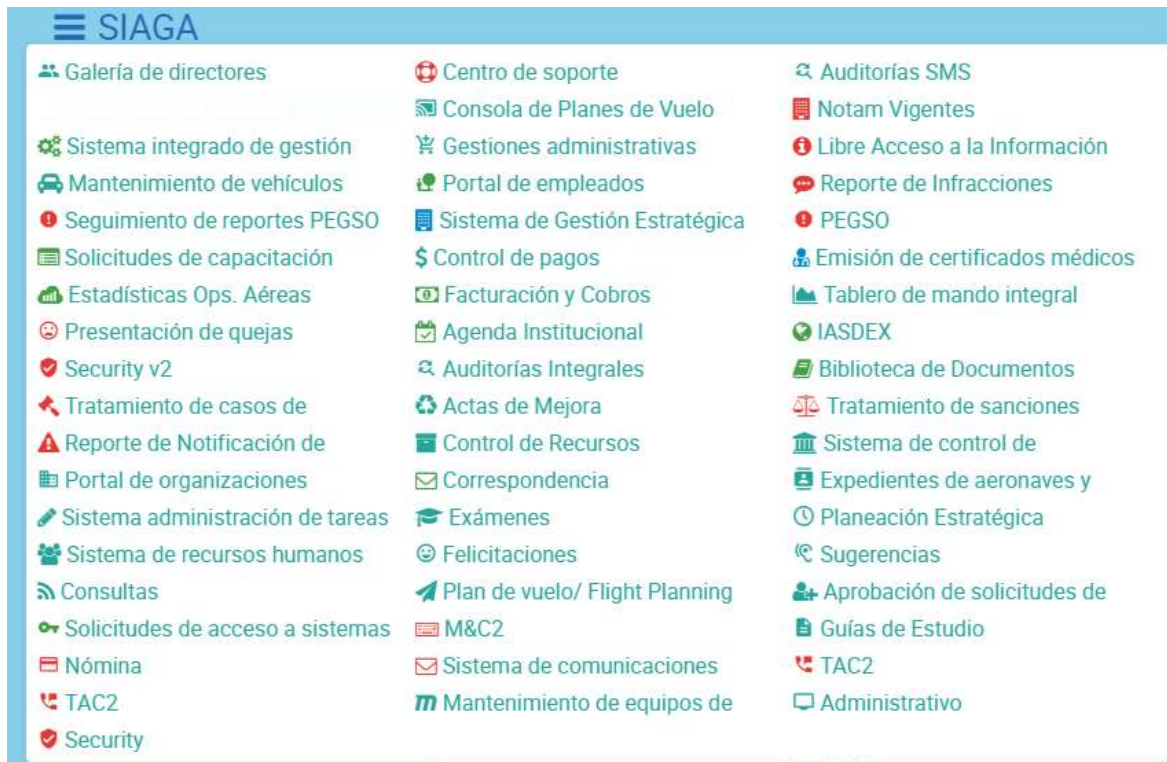 SIAGA
Galería de directores
Centro de soporte
Auditorías SMS
Consola de Planes de Vuelo
Notam Vigentes
Sistema integrado de gestión
Gestiones administrativas
Libre Acceso a la Información
Mantenimiento de vehículos
Portal de empleados
Reporte de Infracciones
Seguimiento de reportes PEGSO
Sistema de Gestión Estratégica
PEGSO
Solicitudes de capacitación
Control de pagos
Emisión de certificados médicos
Estadísticas Ops. Aéreas
Facturación y Cobros
Tablero de mando integral
Presentación de quejas
Agenda Institucional
IASDEX
Security v2
Auditorías Integrales
Biblioteca de Documentos
Tratamiento de casos de
Actas de Mejora
Tratamiento de sanciones
Reporte de Notificación de
Control de Recursos
Sistema de control de
Portal de organizaciones
Correspondencia
Expedientes de aeronaves y
Sistema administración de tareas
Exámenes
Planeación Estratégica
Sistema de recursos humanos
Felicitaciones
Sugerencias
Consultas
Plan de vuelo/ Flight Planning
Aprobación de solicitudes de
Solicitudes de acceso a sistemas
M&C2
Guías de Estudio
Nómina
Sistema de comunicaciones
TAC2
TAC2
Mantenimiento de equipos de
Administrativo
Security